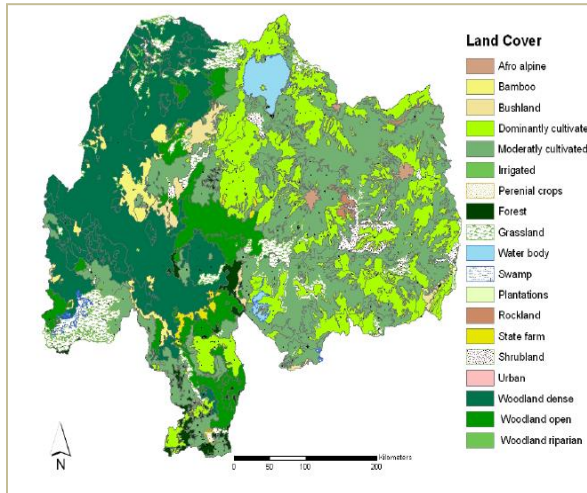 Land Cover
Afro alpine
Bamboo
Bushland
Dominantly cultivate
Moderatly cultivated
Irrigated
Perenial crops
Forest
Grassland
Water body
Swamp
Plantations
Rockland
State farm
Shrubland
Urban
Woodland dense
Woodland open
Woodland riparian
N
Kilometers
0 50 100 200